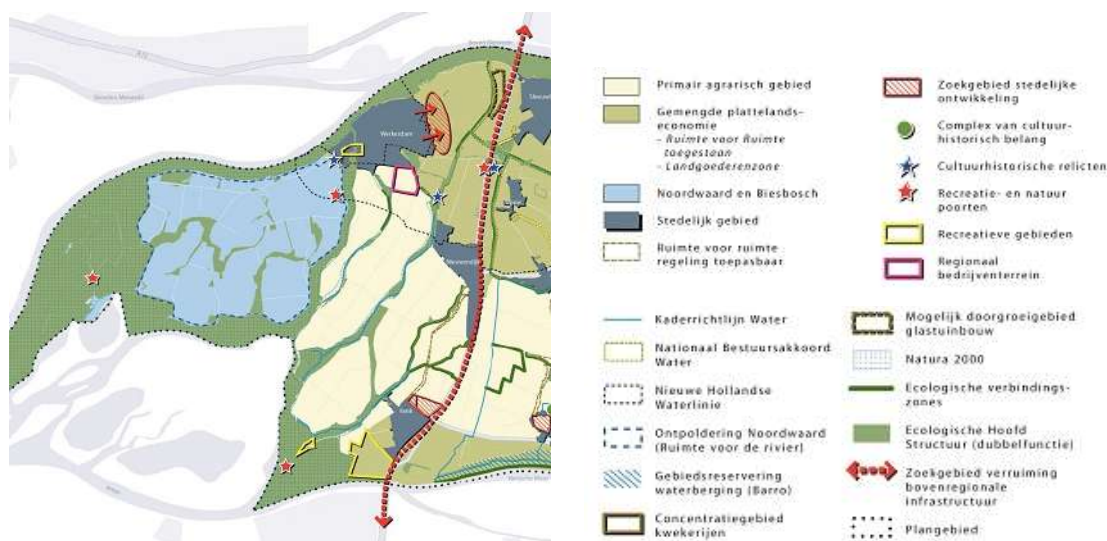 Werkendam
Primair agrarisch gebied
Gemengde plattelands-
economie
- Ruimte voor Ruimte
toegestaan
- Landgoederenzone
Noordwaard en Biesbosch
Stedelijk gebied
Ruimte voor ruimte
regeling toepasbaar
Kaderrichtlijn Water
Nationaal Bestuursakkoord
Water
Nieuwe Hollandse
Waterlinie
Ontpoldering Noordwaard
(Ruimte voor de rivier)
Gebiedsreservering
waterberging (Barro)
Concentratiegebied
kwekerijen
Zoekgebied stedelijke
ontwikkeling
Complex van cultuur-
historisch belang
Cultuurhistorische relicten
Recreatie- en natuur
poorten
Recreatieve gebieden
Regionaal
bedrijventerrein
Mogelijk doorgroeigebied
glastuinbouw
Natura 2000
Ecologische verbindings-
zones
Ecologische Hoofd
Structuur (dubbelfunctie)
Zoekgebied verruiming
bovenregionale
infrastructuur
Plangebied